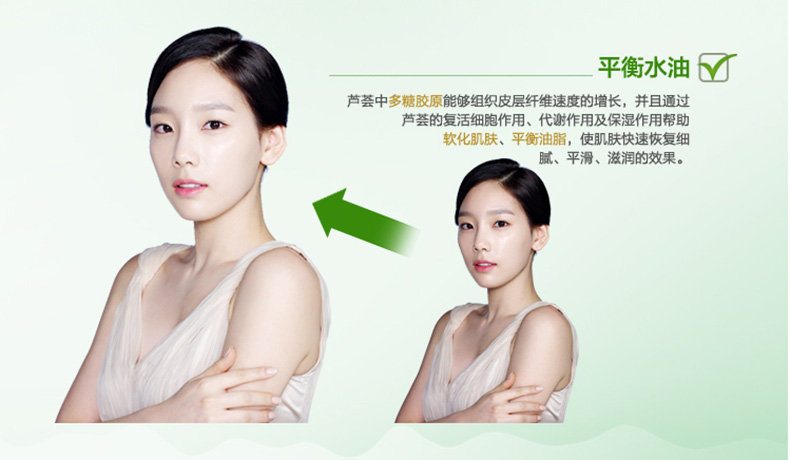 平衡水油
芦荟中多糖胶原能够组织皮层纤维速度的增长，并且通过
芦荟的复活细胞作用、代谢作用及保湿作用帮助
软化肌肤、平衡油脂，使肌肤快速恢复细
腻、平滑、滋润的效果。